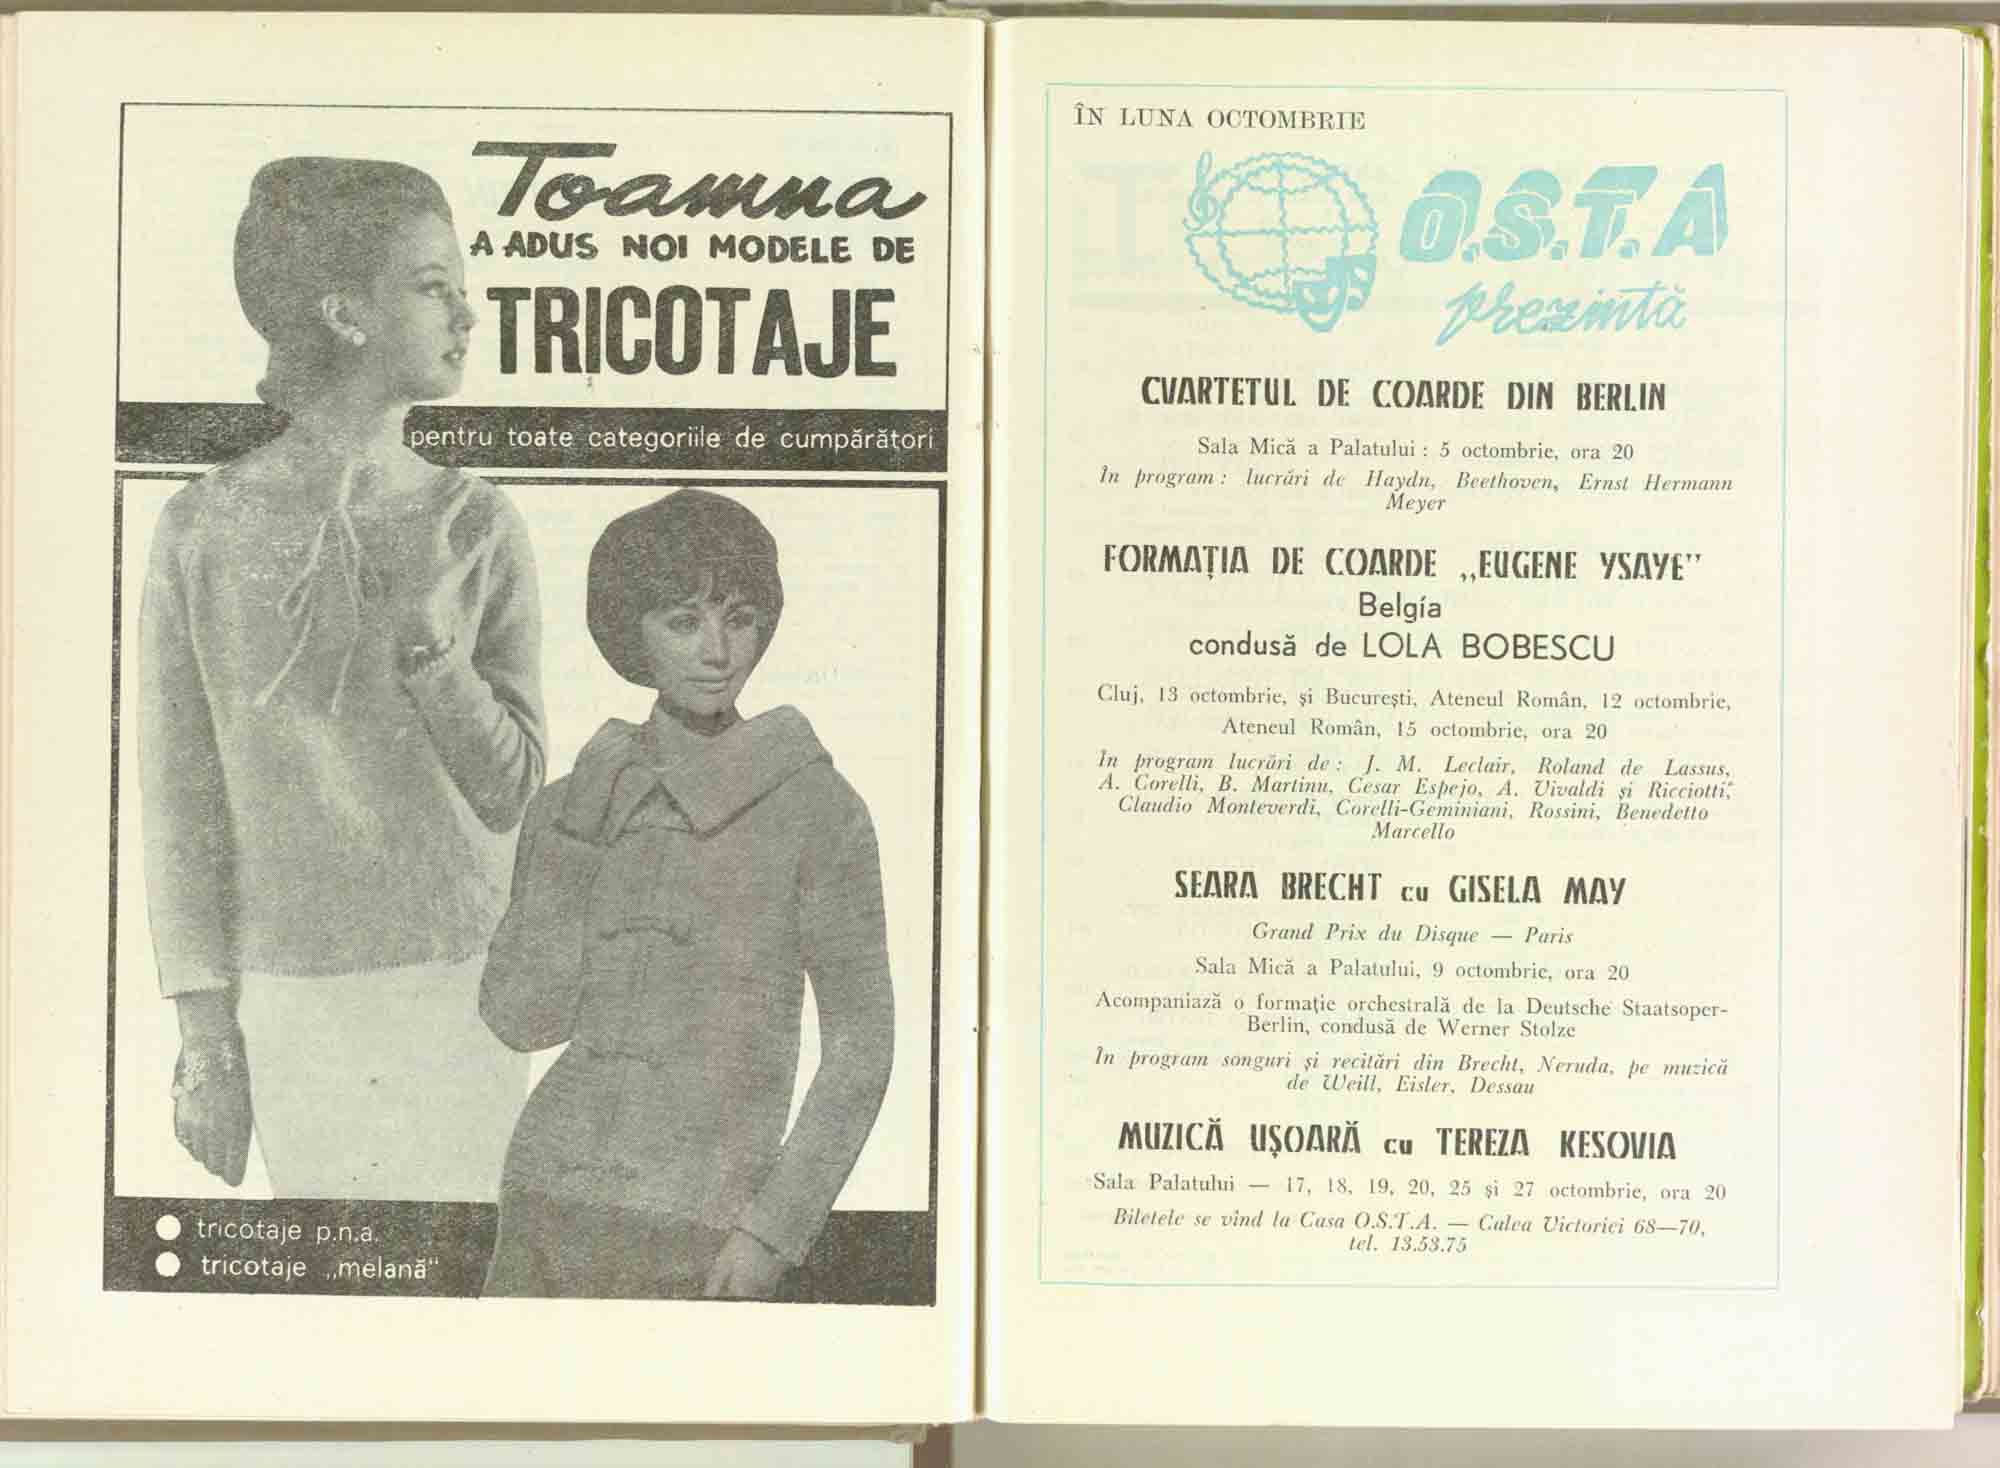 Toamna
A ADUS NOI MODELE DE
TRICOTAJE
pentru toate categoriile de cumpărători
tricotaje p.n.a.
tricotaje „melană“
ÎN LUNA OCTOMBRIE
O.S.T.A
prezintă
CVARTETUL DE COARDE DIN BERLIN
Sala Mică a Palatului : 5 octombrie, ora 20
În program : lucrări de Haydn, Beethoven, Ernst Hermann
Meyer
FORMAȚIA DE COARDE „EUGENE YSAYE”
Belgía
condusă de LOLA BOBESCU
Cluj, 13 octombrie, și București, Ateneul Român, 12 octombrie,
Ateneul Român, 15 octombrie, ora 20
În program lucrări de : J. M. Leclair, Roland de Lassus,
A. Corelli, B. Martinu, Cesar Espejo, A. Vivaldi și Ricciotti,
Claudio Monteverdi, Corelli-Geminiani, Rossini, Benedetto
Marcello
SEARA BRECHT cu GISELA MAY
Grand Prix du Disque — Paris
Sala Mică a Palatului, 9 octombrie, ora 20
Acompaniază o formație orchestrală de la Deutsche Staatsoper-
Berlin, condusă de Werner Stolze
În program songuri și recitări din Brecht, Neruda, pe muzică
de Weill, Eisler, Dessau
MUZICĂ UȘOARĂ cu TEREZA KESOVIA
Sala Palatului — 17, 18, 19, 20, 25 și 27 octombrie, ora 20
Biletele se vînd la Casa O.S.T.A. — Calea Victoriei 68—70,
tel. 13.53.75